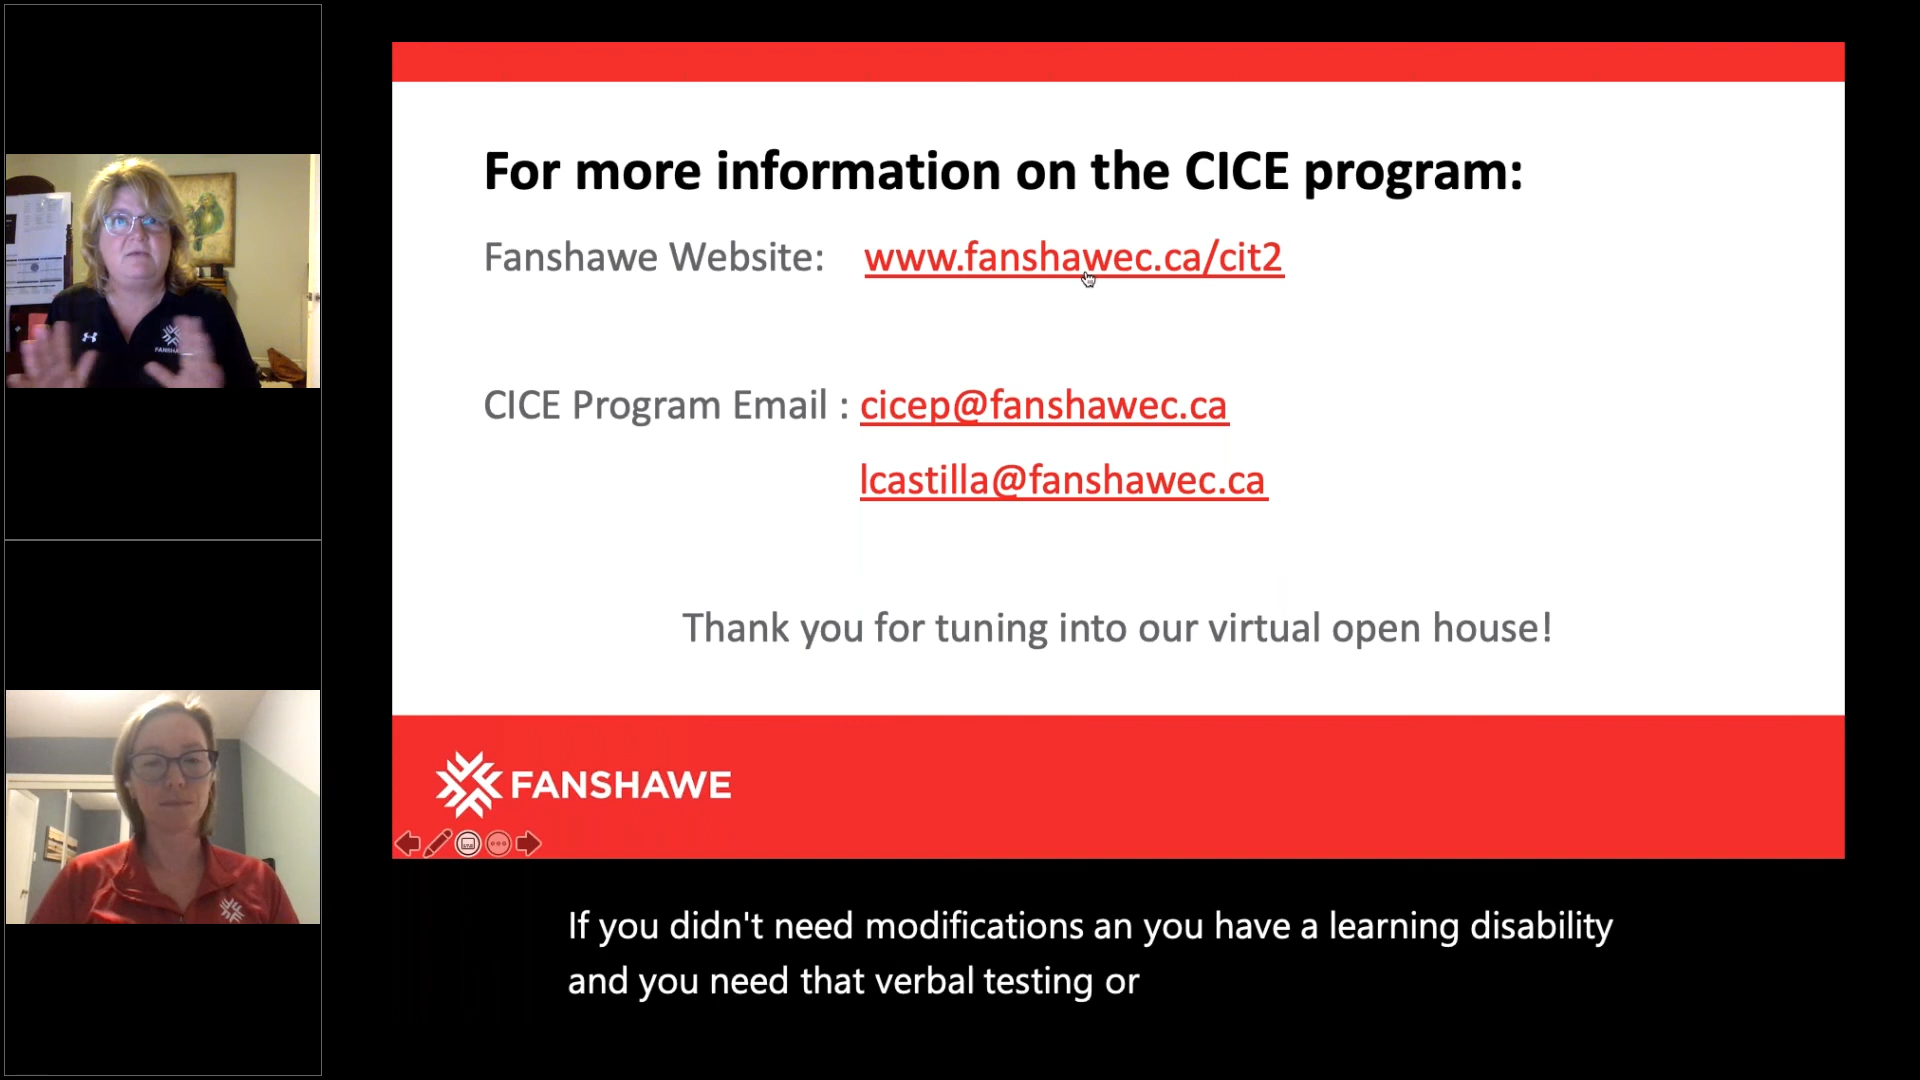 For more information on the CICE program:
Fanshawe Website: www.fanshawec.ca/cit2
CICE Program Email : cicep@fanshawec.ca
lcastilla@fanshawec.ca
Thank you for tuning into our virtual open house!
FANSHAWE
If you didn't need modifications an you have a learning disability
and you need that verbal testing or